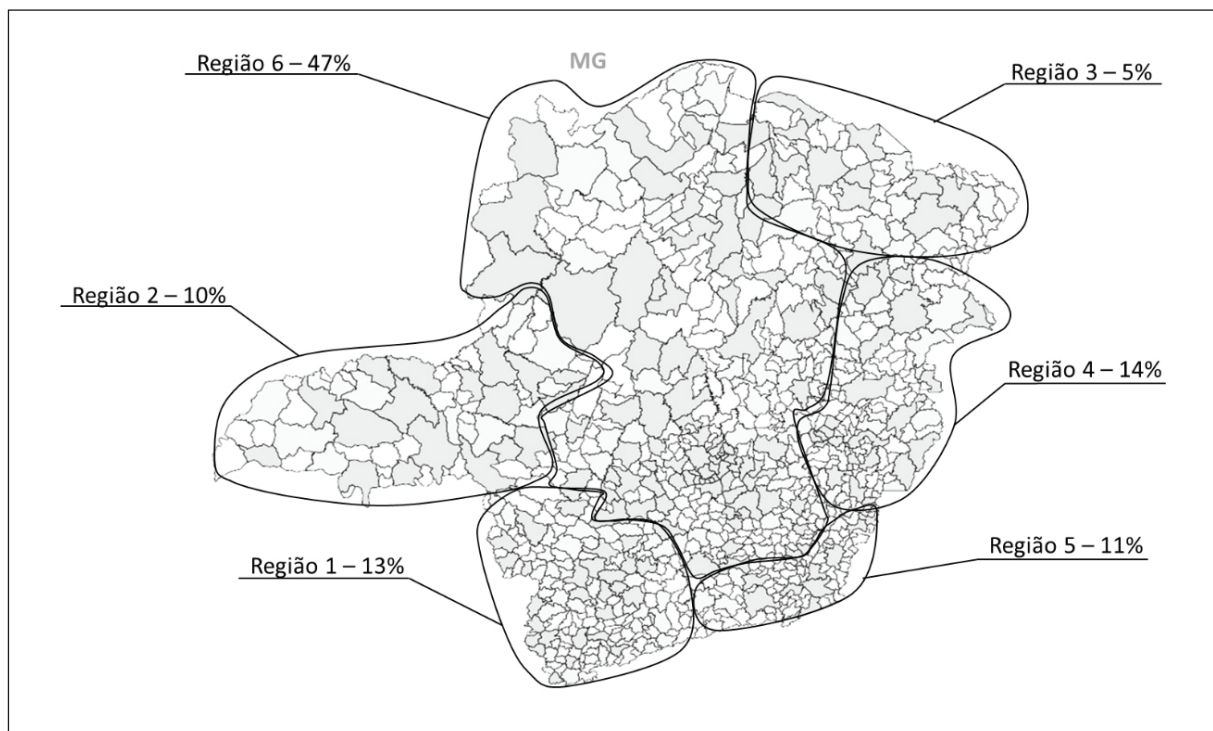 MG
Região 6 – 47%
Região 3 – 5%
Região 2 – 10%
Região 4 – 14%
Região 5 – 11%
Região 1 – 13%